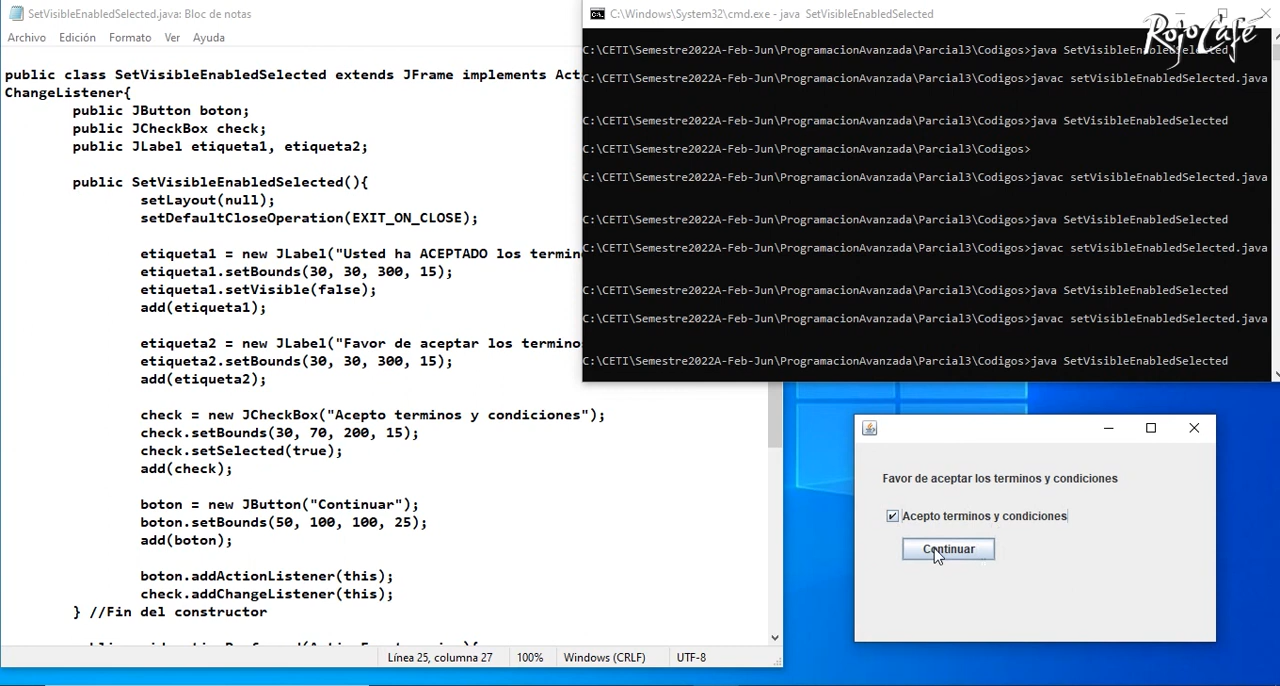 SetVisibleEnabledSelected.java: Bloc de notas
Archivo Edición Formato Ver Ayuda
public class SetVisibleEnabledSelected extends JFrame implements Act
ChangeListener{
public JButton boton;
public JCheckBox check;
public JLabel etiqueta1, etiqueta2;
public SetVisibleEnabledSelected(){
setLayout(null);
setDefaultCloseOperation(EXIT_ON_CLOSE);
etiqueta1 = new JLabel("Usted ha ACEPTADO los termin
etiqueta1.setBounds(30, 30, 300, 15);
etiqueta1.setVisible(false);
add(etiqueta1);
etiqueta2 = new JLabel("Favor de aceptar los termino
etiqueta2.setBounds(30, 30, 300, 15);
add(etiqueta2);
check = new JCheckBox("Acepto terminos y condiciones");
check.setBounds(30, 70, 200, 15);
check.setSelected(true);
add(check);
boton = new JButton("Continuar");
boton.setBounds(50, 100, 100, 25);
add(boton);
boton.addActionListener(this);
check.addChangeListener(this);
} //Fin del constructor
Línea 25, columna 27 100% Windows (CRLF) UTF-8
C:\Windows\System32\cmd.exe - java SetVisibleEnabledSelected
RojoCafé
C:\CETI\Semestre2022A-Feb-Jun\ProgramacionAvanzada\Parcial3\Codigos>java SetVisibleEnabledSelected
C:\CETI\Semestre2022A-Feb-Jun\ProgramacionAvanzada\Parcial3\Codigos>javac setVisibleEnabledSelected.java
C:\CETI\Semestre2022A-Feb-Jun\ProgramacionAvanzada\Parcial3\Codigos>java SetVisibleEnabledSelected
C:\CETI\Semestre2022A-Feb-Jun\ProgramacionAvanzada\Parcial3\Codigos>
C:\CETI\Semestre2022A-Feb-Jun\ProgramacionAvanzada\Parcial3\Codigos>javac setVisibleEnabledSelected.java
C:\CETI\Semestre2022A-Feb-Jun\ProgramacionAvanzada\Parcial3\Codigos>java SetVisibleEnabledSelected
C:\CETI\Semestre2022A-Feb-Jun\ProgramacionAvanzada\Parcial3\Codigos>javac setVisibleEnabledSelected.java
C:\CETI\Semestre2022A-Feb-Jun\ProgramacionAvanzada\Parcial3\Codigos>java SetVisibleEnabledSelected
C:\CETI\Semestre2022A-Feb-Jun\ProgramacionAvanzada\Parcial3\Codigos>javac setVisibleEnabledSelected.java
C:\CETI\Semestre2022A-Feb-Jun\ProgramacionAvanzada\Parcial3\Codigos>java SetVisibleEnabledSelected
Favor de aceptar los terminos y condiciones
Acepto terminos y condiciones
Continuar